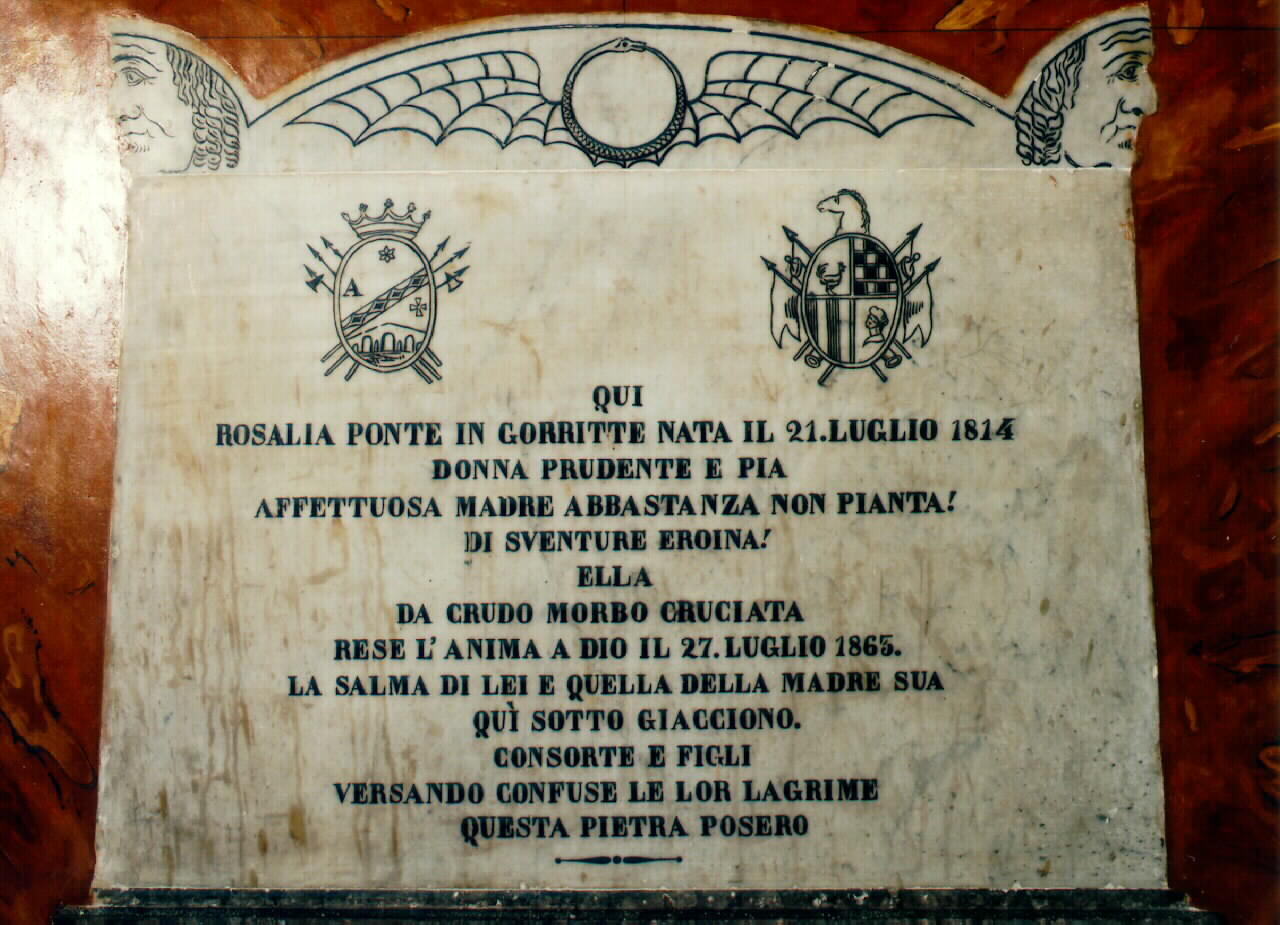 A
QUI
ROSALIA PONTE IN GORRITTE NATA IL 21.LUGLIO 1814
DONNA PRUDENTE E PIA
AFFETTUOSA MADRE ABBASTANZA NON PIANTA!
DI SVENTURE EROINA!
ELLA
DA CRUDO MORBO CRUCIATA
RESE L'ANIMA A DIO IL 27.LUGLIO 1863.
LA SALMA DI LEI E QUELLA DELLA MADRE SUA
QUÌ SOTTO GIACCIONO.
CONSORTE E FIGLI
VERSANDO CONFUSE LE LOR LAGRIME
QUESTA PIETRA POSERO